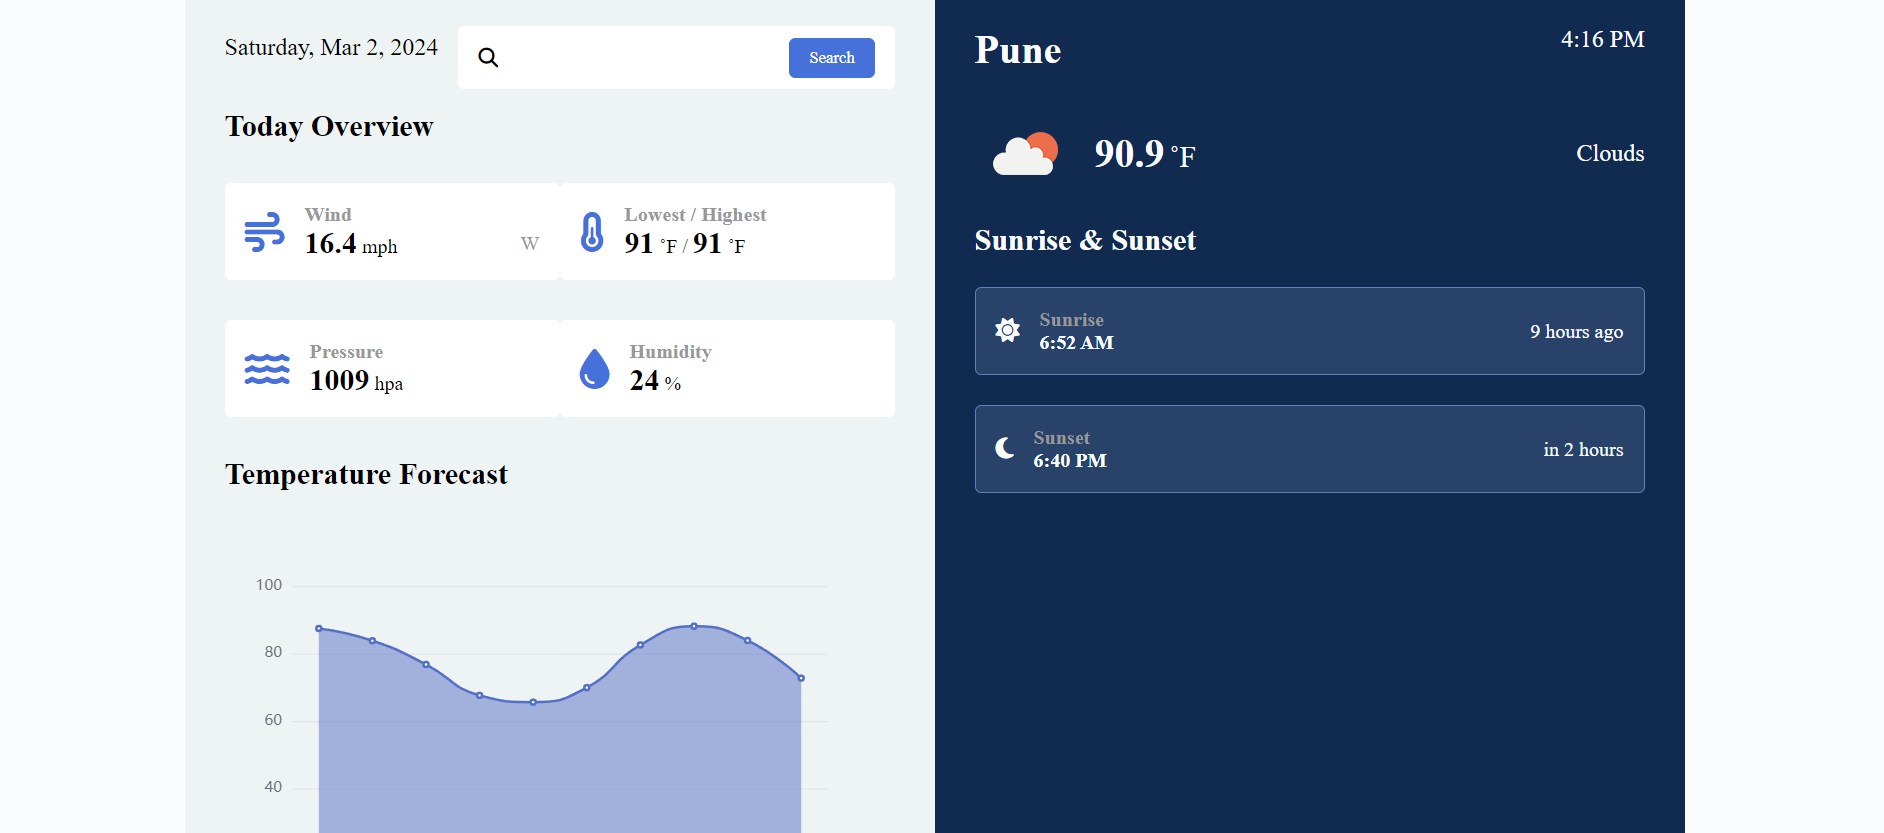 Saturday, Mar 2, 2024
Search
Today Overview
Wind
16.4 mph
W
Lowest / Highest
91 °F / 91 °F
Pressure
1009 hpa
Humidity
24 %
Temperature Forecast
100
80
60
40
Pune
4:16 PM
90.9 °F
Clouds
Sunrise & Sunset
Sunrise
6:52 AM
9 hours ago
Sunset
6:40 PM
in 2 hours